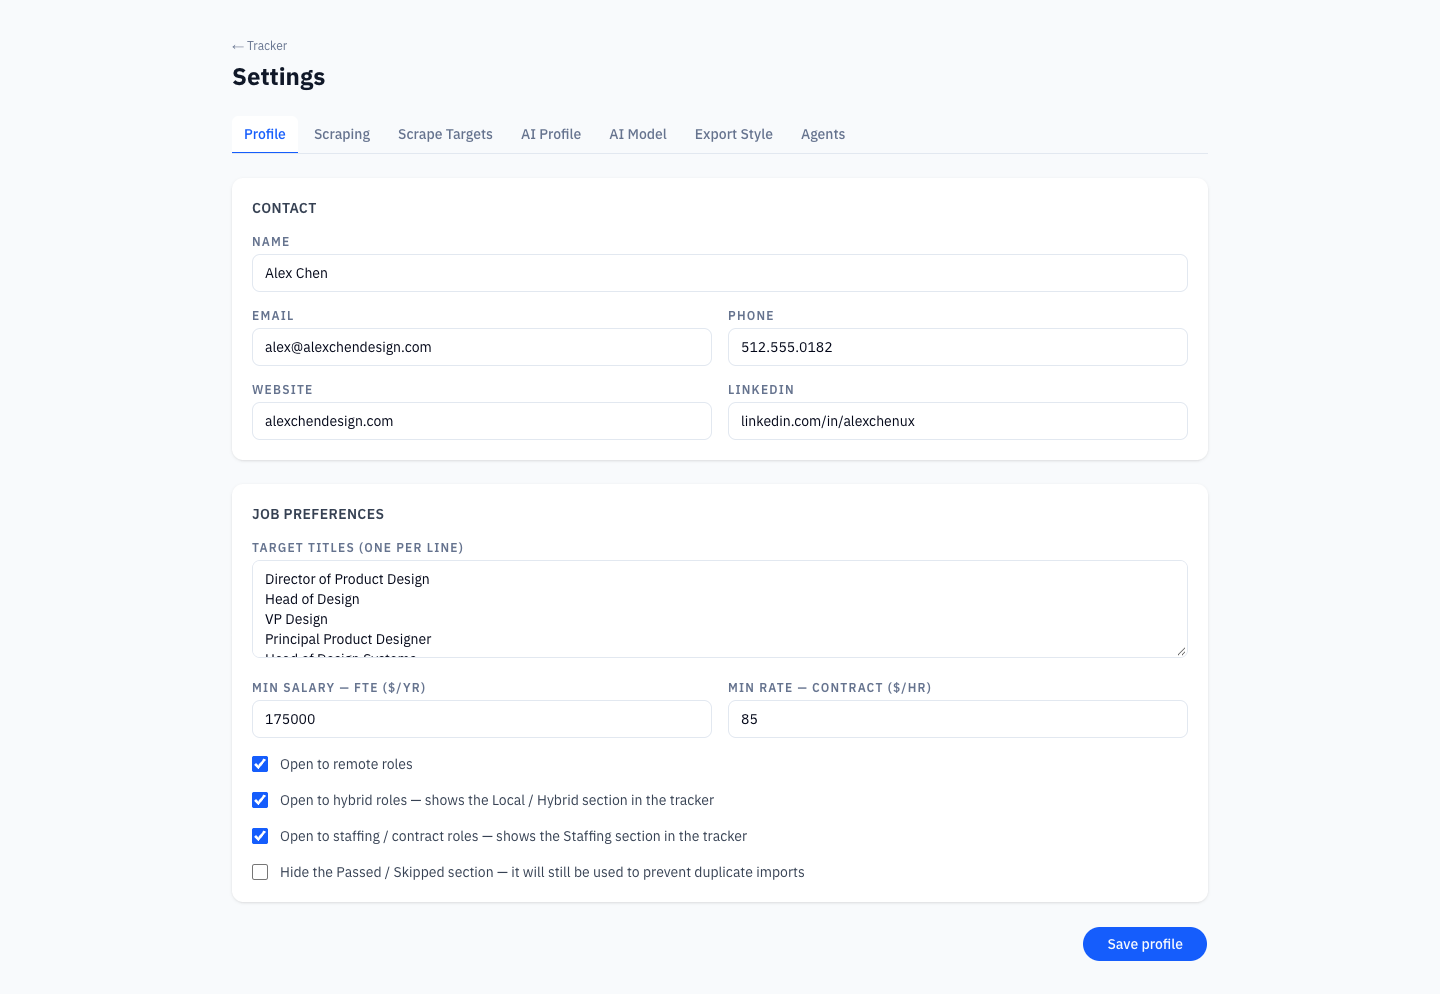 ← Tracker
Settings
Profile Scraping Scrape Targets AI Profile AI Model Export Style Agents
CONTACT
NAME
Alex Chen
EMAIL PHONE
alex@alexchendesign.com 512.555.0182
WEBSITE LINKEDIN
alexchendesign.com linkedin.com/in/alexchenux
JOB PREFERENCES
TARGET TITLES (ONE PER LINE)
Director of Product Design
Head of Design
VP Design
Principal Product Designer
Head of Design Systems
MIN SALARY — FTE ($/YR) MIN RATE — CONTRACT ($/HR)
175000 85
Open to remote roles
Open to hybrid roles — shows the Local / Hybrid section in the tracker
Open to staffing / contract roles — shows the Staffing section in the tracker
Hide the Passed / Skipped section — it will still be used to prevent duplicate imports
Save profile